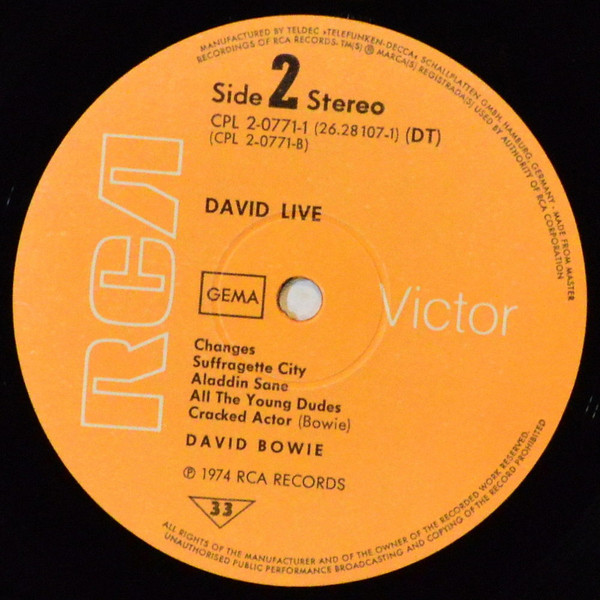 MANUFACTURED BY TELDEC »TELEFUNKEN-DECCA« SCHALLPLATTEN GMBH, HAMBURG, GERMANY · MADE FROM MASTER
RECORDINGS OF RCA RECORDS · TM(S) ® MARCA(S) REGISTRADA(S) USED BY AUTHORITY OF RCA CORPORATION
Side 2 Stereo
CPL 2-0771-1 (26.28107-1) (DT)
(CPL 2-0771-B)
DAVID LIVE
RCA
GEMA
Victor
Changes
Suffragette City
Aladdin Sane
All The Young Dudes
Cracked Actor (Bowie)
DAVID BOWIE
℗ 1974 RCA RECORDS
33
ALL RIGHTS OF THE MANUFACTURER AND OF THE OWNER OF THE RECORDED WORK RESERVED.
UNAUTHORISED PUBLIC PERFORMANCE BROADCASTING AND COPYING OF THE RECORD PROHIBITED